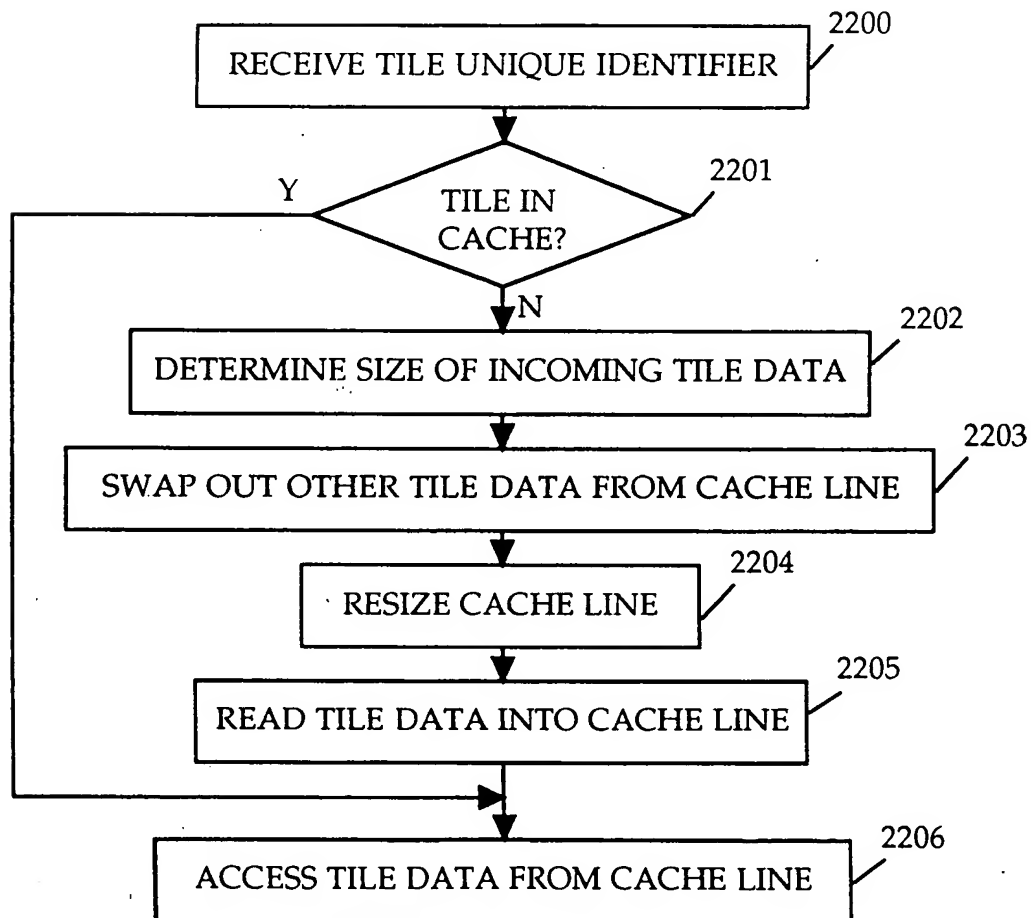 2200
RECEIVE TILE UNIQUE IDENTIFIER
2201
Y
TILE IN
CACHE?
N
2202
DETERMINE SIZE OF INCOMING TILE DATA
2203
SWAP OUT OTHER TILE DATA FROM CACHE LINE
2204
RESIZE CACHE LINE
2205
READ TILE DATA INTO CACHE LINE
2206
ACCESS TILE DATA FROM CACHE LINE